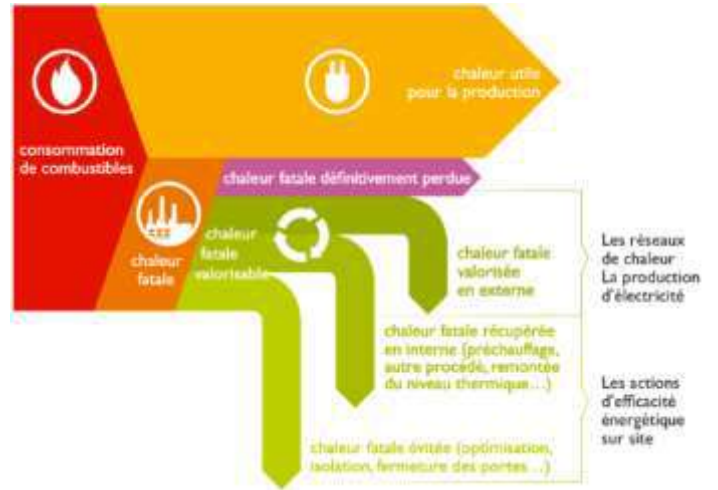 chaleur utile
pour la production
consommation
de combustibles
chaleur fatale définitivement perdue
chaleur
fatale
chaleur
fatale
valorisable
chaleur fatale
valorisée
en externe
Les réseaux
de chaleur
La production
d'électricité
chaleur fatale récupérée
en interne (préchauffage,
autre procédé, remontée
du niveau thermique...)
Les actions
d'efficacité
énergétique
sur site
chaleur fatale évitée (optimisation,
isolation, fermeture des portes...)